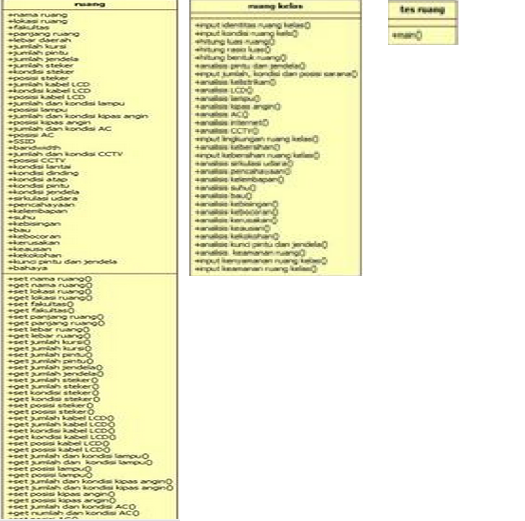 ruang
+nama ruang
+lokasi ruang
+fakultas
+panjang ruang
+lebar daerah
+jumlah kursi
+jumlah pintu
+jumlah jendela
+jumlah steker
+kondisi steker
+posisi steker
+jumlah kabel LCD
+kondisi kabel LCD
+posisi kabel LCD
+jumlah dan kondisi lampu
+posisi lampu
+jumlah dan kondisi kipas angin
+posisi kipas angin
+jumlah dan kondisi AC
+posisi AC
+SSID
+bandwidth
+jumlah dan kondisi CCTV
+posisi CCTV
+kondisi lantai
+kondisi dinding
+kondisi atap
+kondisi pintu
+kondisi jendela
+sirkulasi udara
+pencahayaan
+kelembapan
+suhu
+kebisingan
+bau
+kebocoran
+kerusakan
+keausan
+kekokohan
+kunci pintu dan jendela
+bahaya
+set nama ruang()
+get nama ruang()
+set lokasi ruang()
+get lokasi ruang()
+set fakultas()
+get fakultas()
+ket panjang ruang()
+get panjang ruang()
+set lebar ruang()
+get lebar ruang()
+set jumlah kursi()
+get jumlah kursi()
+set jumlah pintu()
+get jumlah pintu()
+set jumlah jendela()
+get jumlah jendela()
+set jumlah steker()
+get jumlah steker()
+set kondisi steker()
+get kondisi steker()
+set posisi steker()
+get posisi steker()
+set jumlah kabel LCD()
+get jumlah kabel LCD()
+set kondisi kabel LCD()
+get kondisi kabel LCD()
+set posisi kabel LCD()
+get posisi kabel LCD()
+set jumlah dan kondisi lampu()
+get jumlah dan kondisi lampu()
+set posisi lampu()
+get posisi lampu()
+set jumlah dan kondisi kipas angin()
+get jumlah dan kondisi kipas angin()
+set posisi kipas angin()
+get posisi kipas angin()
+set jumlah dan kondisi AC()
+get numlah dan kondisi AC()
ruang kelas
+input identitas ruang kelas()
+input kondisi ruang kels()
+hitung luas ruang()
+hitung rasio luas()
+hitung bentuk ruang()
+analisis pintu dan jendela()
+input jumlah, kondisi dan posisi sarana()
+analisis kelistrikan()
+analisis LCD()
+analisis lampu()
+analisis kipas angin()
+analisis AC()
+analisis internet()
+analisis CCTV()
+input lingkungan ruang kelas()
+analisis kebersihan()
+input kebersihan ruang kelas()
+analisis sirkulasi udara()
+analisis pencahayaan()
+analisis kelembapan()
+analisis suhu()
+analisis bau()
+analisis kebisingan()
+analisis kebocoran()
+analisis kerusakan()
+analisis keausan()
+analisis kekokohan()
+analisis kunci pintu dan jendela()
+analisis keamanan ruang()
+input kenyamanan ruang kelas()
+input keamanan ruang kelas()
tes ruang
+main()